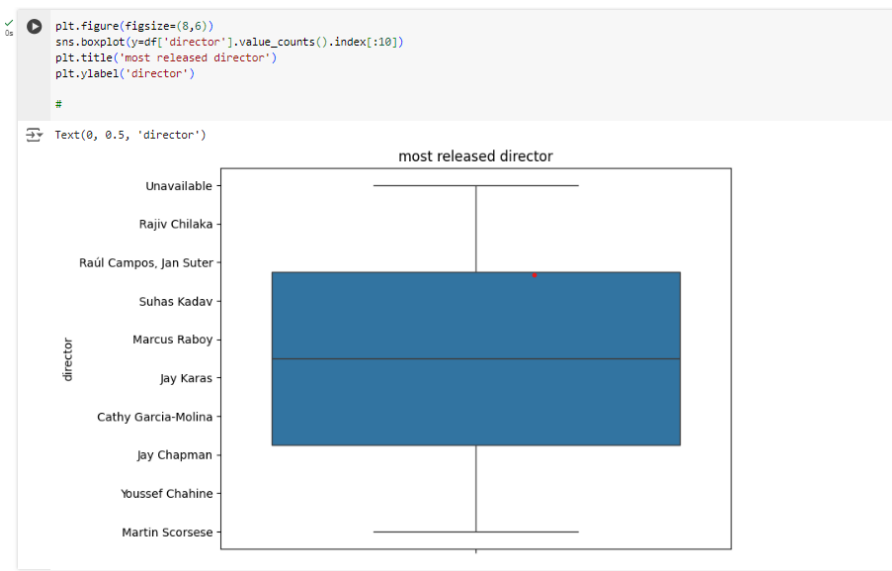 plt.figure(figsize=(8,6))
sns.boxplot(y=df['director'].value_counts().index[:10])
plt.title('most released director')
plt.ylabel('director')
#
0s
Text(0, 0.5, 'director')
most released director
Unavailable
Rajiv Chilaka
Raúl Campos, Jan Suter
Suhas Kadav
Marcus Raboy
director
Jay Karas
Cathy Garcia-Molina
Jay Chapman
Youssef Chahine
Martin Scorsese